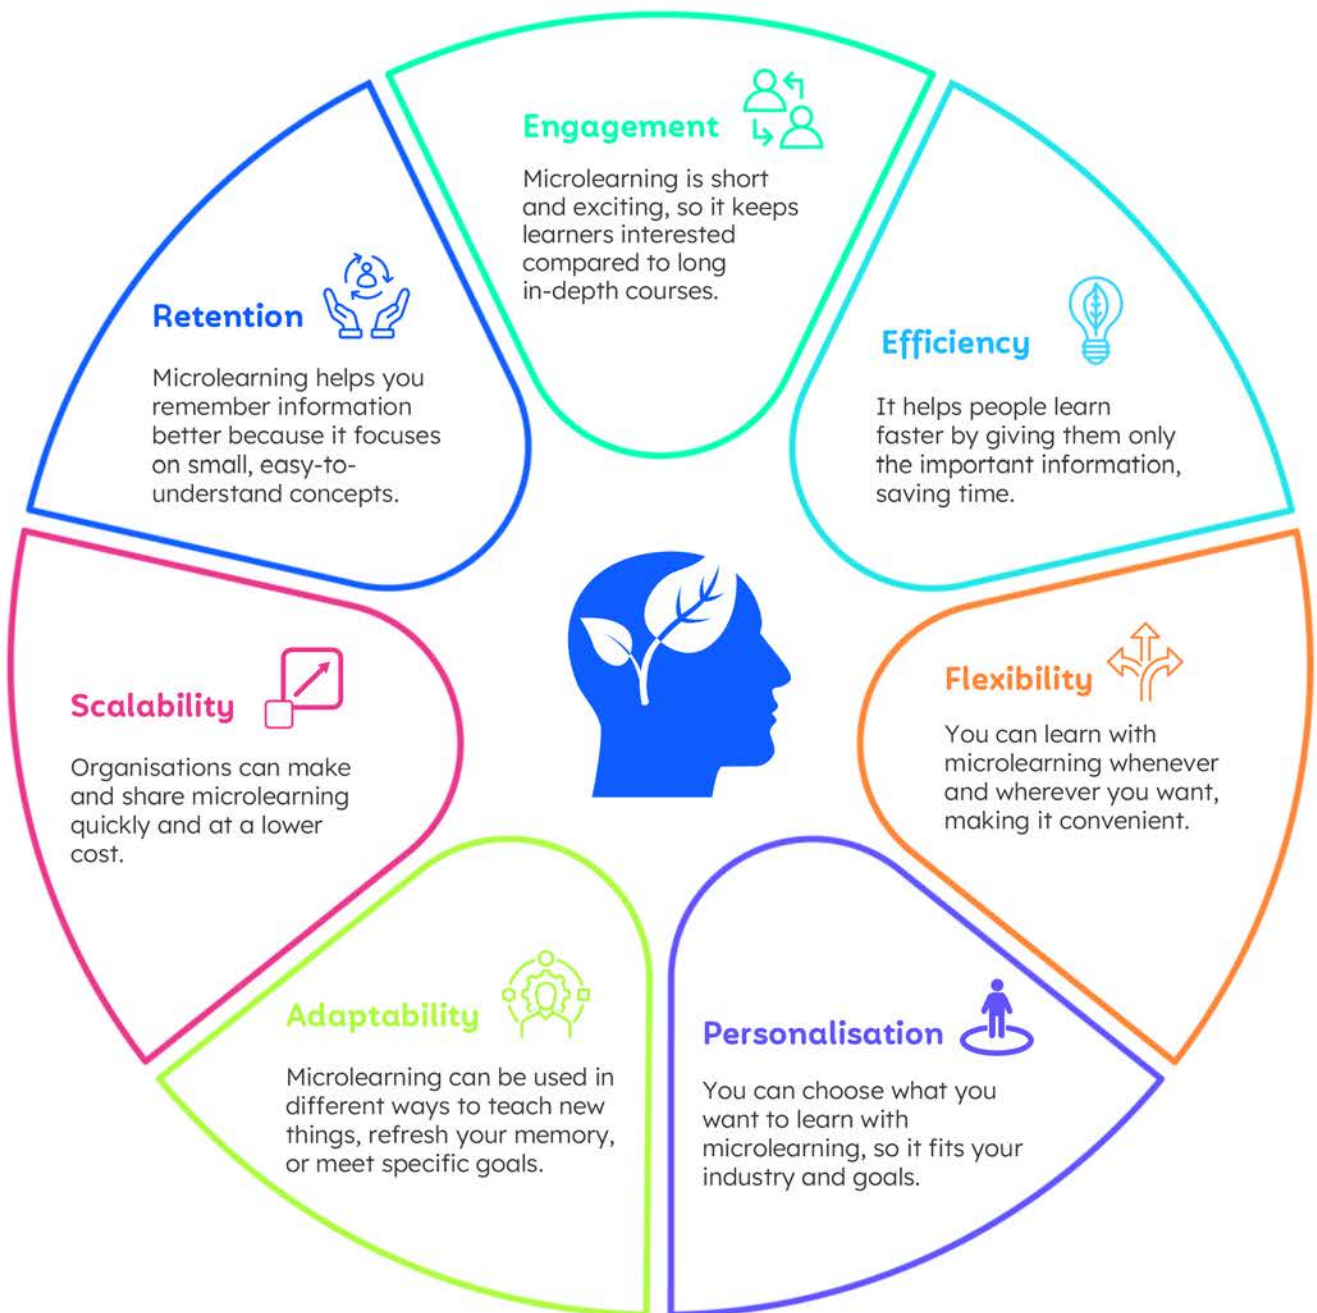 Engagement
Microlearning is short
and exciting, so it keeps
learners interested
compared to long
in-depth courses.
Efficiency
It helps people learn
faster by giving them only
the important information,
saving time.
Flexibility
You can learn with
microlearning whenever
and wherever you want,
making it convenient.
Personalisation
You can choose what you
want to learn with
microlearning, so it fits your
industry and goals.
Adaptability
Microlearning can be used in
different ways to teach new
things, refresh your memory,
or meet specific goals.
Scalability
Organisations can make
and share microlearning
quickly and at a lower
cost.
Retention
Microlearning helps you
remember information
better because it focuses
on small, easy-to-
understand concepts.